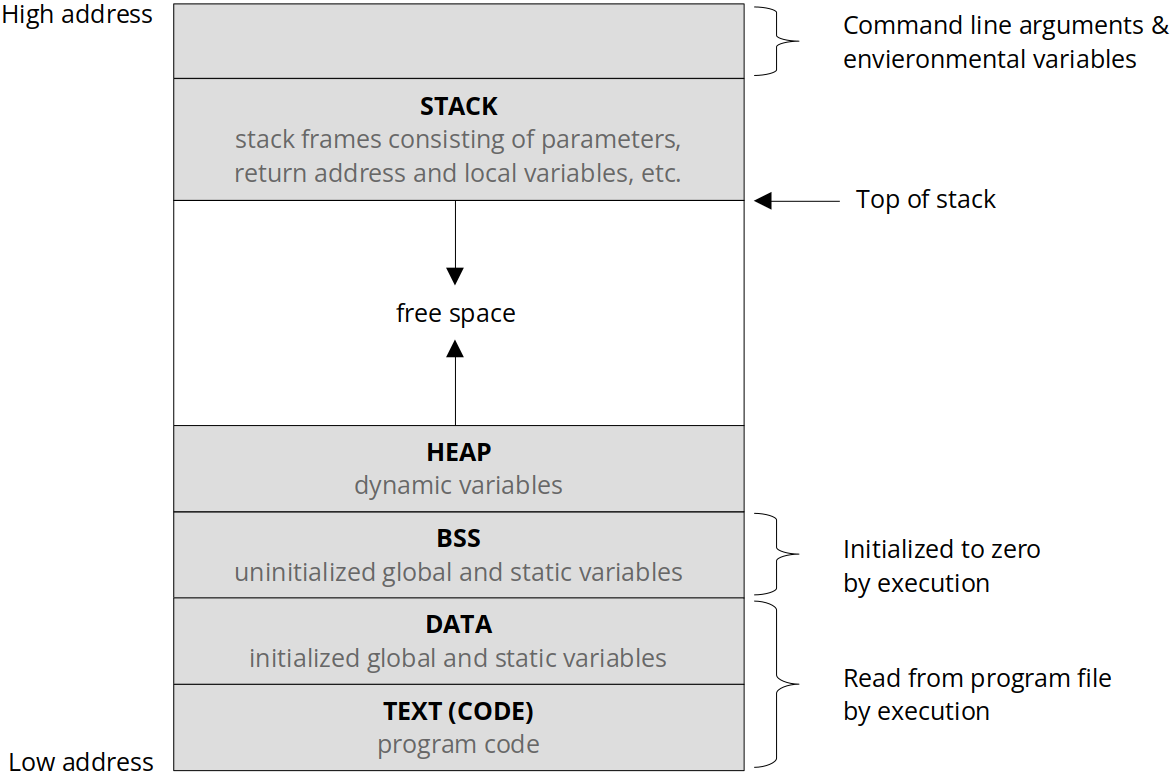 High address
Command line arguments &
envieronmental variables
STACK
stack frames consisting of parameters,
return address and local variables, etc.
Top of stack
free space
HEAP
dynamic variables
BSS
uninitialized global and static variables
Initialized to zero
by execution
DATA
initialized global and static variables
Read from program file
by execution
TEXT (CODE)
program code
Low address